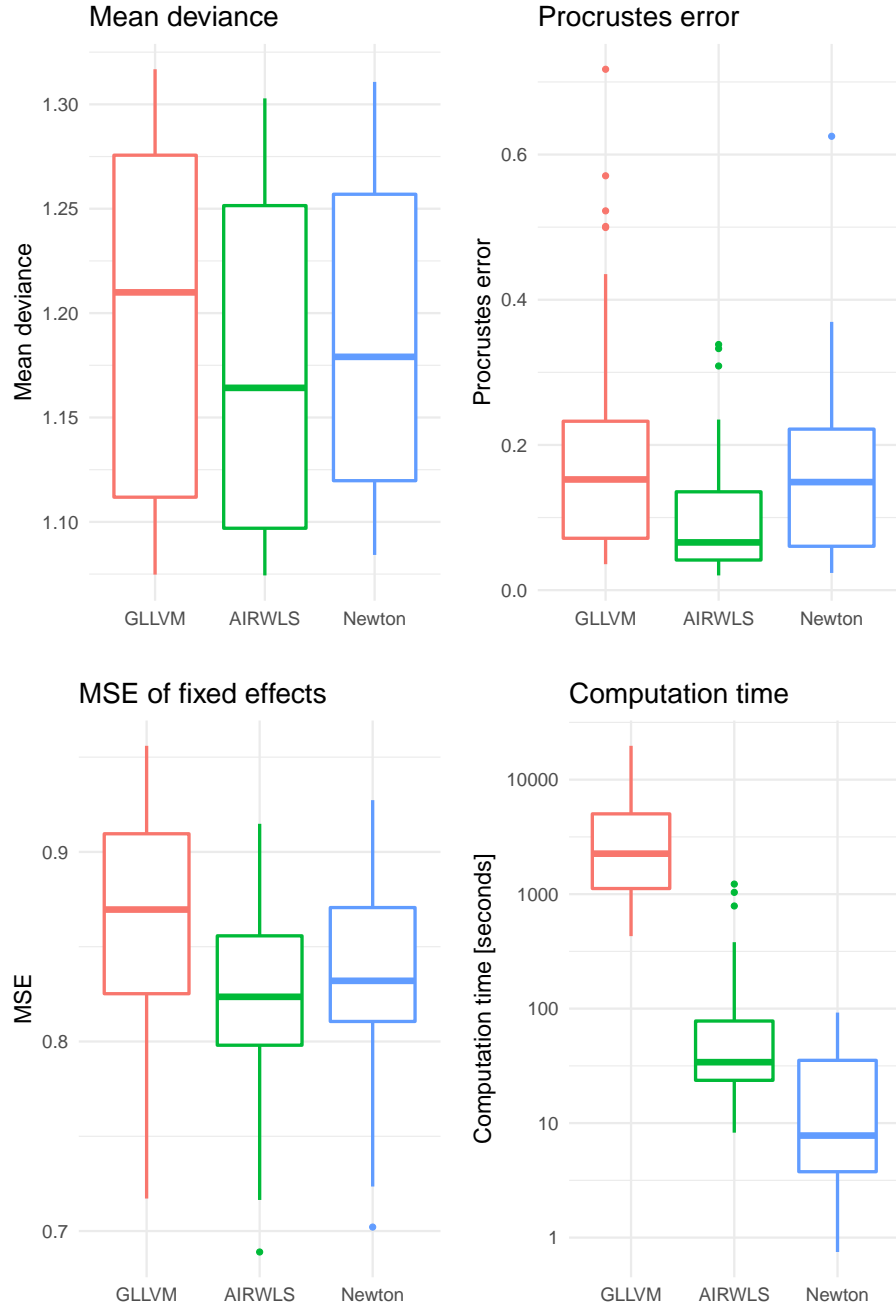 Mean deviance
Mean deviance
1.30
1.25
1.20
1.15
1.10
GLLVM AIRWLS Newton
Procrustes error
Procrustes error
0.6
0.4
0.2
0.0
GLLVM AIRWLS Newton
MSE of fixed effects
MSE
0.9
0.8
0.7
GLLVM AIRWLS Newton
Computation time
Computation time [seconds]
10000
1000
100
10
1
GLLVM AIRWLS Newton